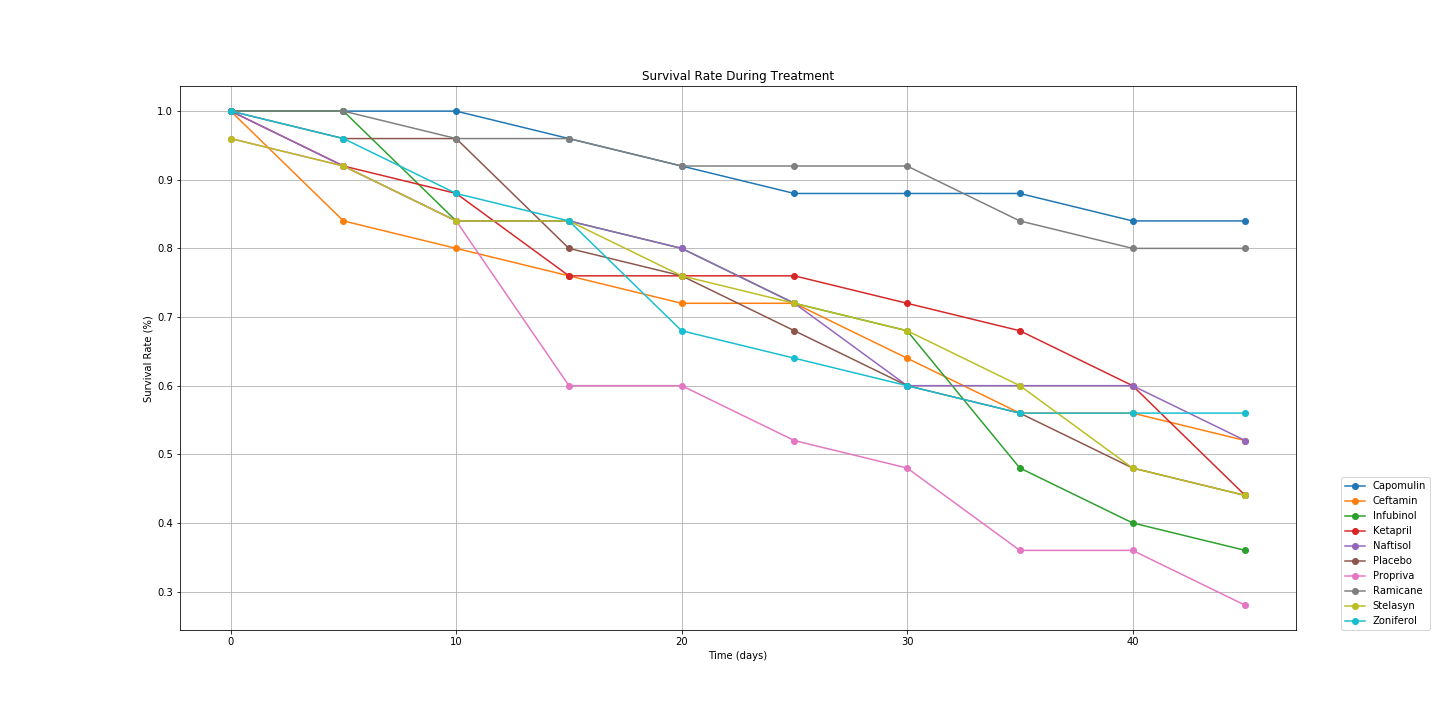 Survival Rate During Treatment
1.0
0.9
0.8
0.7
0.6
0.5
0.4
0.3
Survival Rate (%)
0 10 20 30 40
Time (days)
Capomulin
Ceftamin
Infubinol
Ketapril
Naftisol
Placebo
Propriva
Ramicane
Stelasyn
Zoniferol